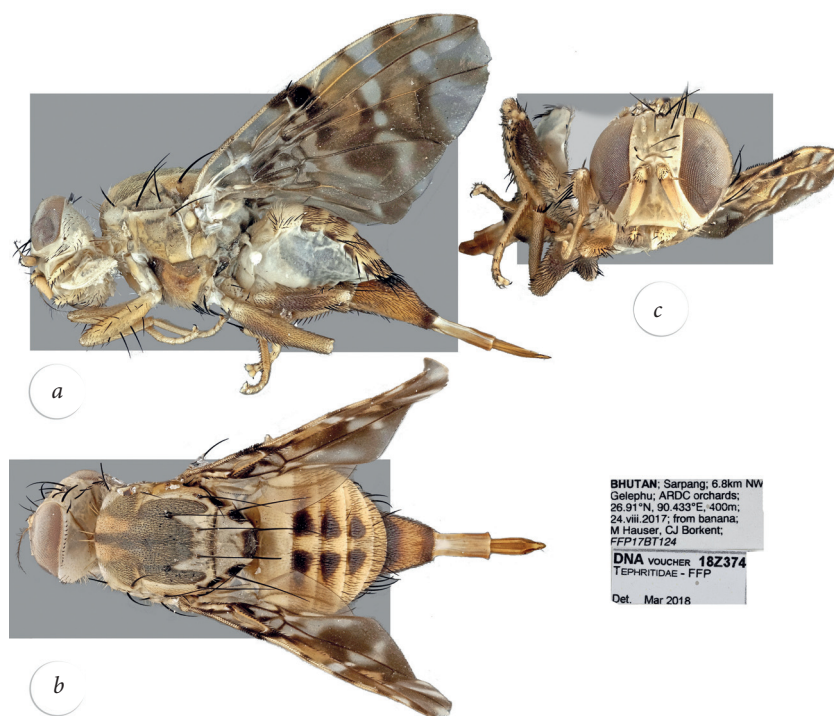 a
c
b
BHUTAN; Sarpang; 6.8km NW
Gelephu; ARDC orchards;
26.91°N, 90.433°E, 400m;
24.viii.2017; from banana;
M Hauser, CJ Borkent;
FFP17BT124
DNA VOUCHER 18Z374
TEPHRITIDAE - FFP
Det. Mar 2018